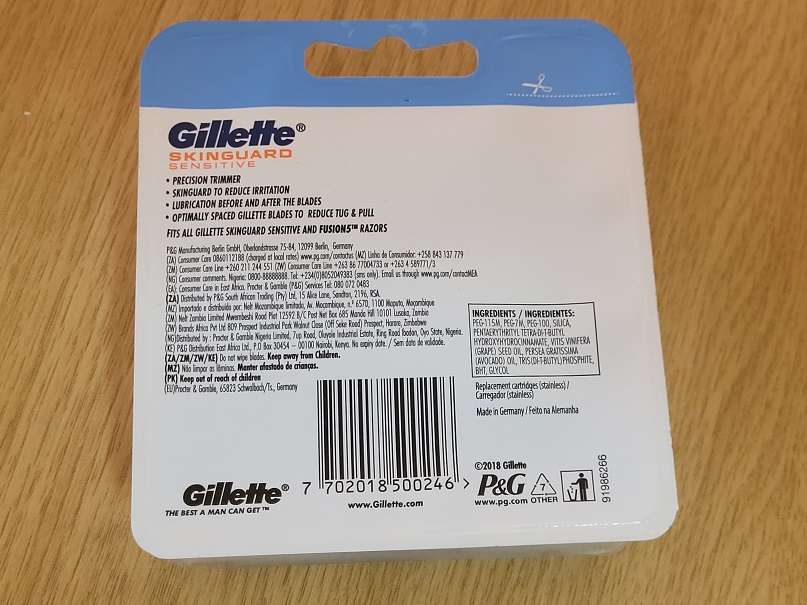 Gillette®
SKINGUARD
SENSITIVE
• PRECISION TRIMMER
• SKINGUARD TO REDUCE IRRITATION
• LUBRICATION BEFORE AND AFTER THE BLADES
• OPTIMALLY SPACED GILLETTE BLADES TO REDUCE TUG & PULL
FITS ALL GILLETTE SKINGUARD SENSITIVE AND FUSION5™ RAZORS
P&G Manufacturing Berlin GmbH, Oberlandstrasse 75-84, 12099 Berlin, Germany
(ZA) Consumer Care 0860112188 (charged at local rates) www.pg.com/contactus (MZ) Linha do Consumidor: +258 843 137 779
(ZM) Consumer Care Line +260 211 244 551 (ZW) Consumer Care Line +263 86 77004733 or +263 4 589771/3
(NG) Consumer comments. Nigeria: 0800-88888888. Tel: +234(0)8052049383 (sms only). Email us through www.pg.com/contactMEA
(EA): Consumer Care in East Africa. Procter & Gamble (P&G) Services Tel: 080 072 0483
(ZA) Distributed by P&G South African Trading (Pty) Ltd, 15 Alice Lane, Sandton, 2196, RSA
MZ) Importado e distribuido por: Nelt Mozambique limitada, Av. Moçambique, n.º 6570, 1100 Maputo, Moçambique
(ZM) Nelt Zambia Limited Mwembeshi Road Plot 12592 B/C Post Net Box 685 Manda Hill 10101 Lusaka, Zambia
(ZW) Brands Africa Pvt Ltd 809 Prospect Industrial Park Walnut Close (Off Seke Road) Prospect, Harare, Zimbabwe
(NG)Distributed by : Procter & Gamble Nigeria Limited, 7up Road, Oluyole Industrial Estate, Ring Road Ibadan, Oyo State, Nigeria.
(KE) P&G Distribution East Africa Ltd., P.O Box 30454 – 00100 Nairobi, Kenya. No expiry date. / Sem data de validade.
(ZA/ZM/ZW/KE) Do not wipe blades. Keep away from Children.
(MZ) Não limpar as lâminas. Manter afastado de crianças.
(PK) Keep out of reach of children
(EU)Procter & Gamble, 65823 Schwalbach/Ts., Germany
INGREDIENTS / INGREDIENTES:
PEG-115M, PEG-7M, PEG-100, SILICA,
PENTAERYTHRITYL TETRA-DI-T-BUTYL
HYDROXYHYDROCINNAMATE, VITIS VINIFERA
(GRAPE) SEED OIL, PERSEA GRATISSIMA
(AVOCADO) OIL, TRIS(DI-T-BUTYL)PHOSPHITE,
BHT, GLYCOL
Replacement cartridges (stainless) /
Carregador (stainless)
Made in Germany / Feito na Alemanha
7 702018 500246 >
www.Gillette.com
Gillette®
THE BEST A MAN CAN GET™
©2018 Gillette
P&G
www.pg.com
7
OTHER
91986266